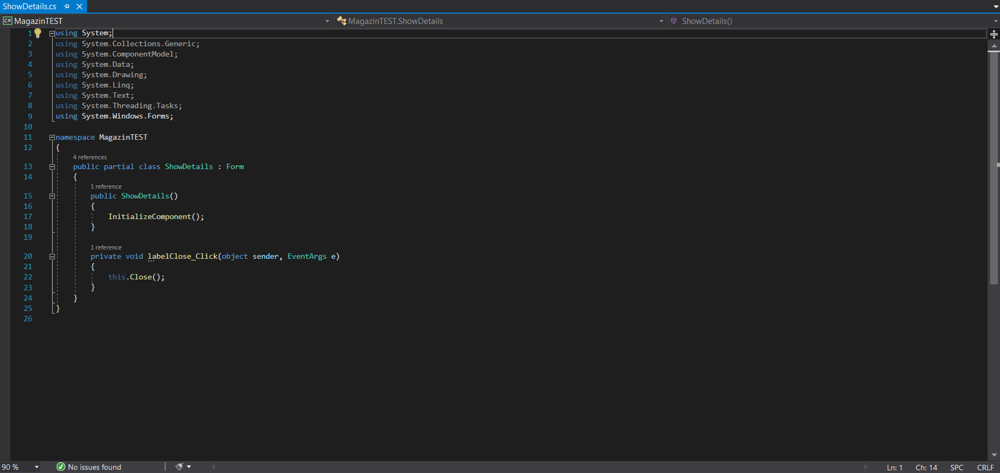 ShowDetails.cs
C# MagazinTEST MagazinTEST.ShowDetails ShowDetails()
1 using System;
2 using System.Collections.Generic;
3 using System.ComponentModel;
4 using System.Data;
5 using System.Drawing;
6 using System.Linq;
7 using System.Text;
8 using System.Threading.Tasks;
9 using System.Windows.Forms;
10
11 namespace MagazinTEST
12 {
4 references
13 public partial class ShowDetails : Form
14 {
1 reference
15 public ShowDetails()
16 {
17 InitializeComponent();
18 }
19
1 reference
20 private void labelClose_Click(object sender, EventArgs e)
21 {
22 this.Close();
23 }
24 }
25 }
26
90 % No issues found Ln: 1 Ch: 14 SPC CRLF